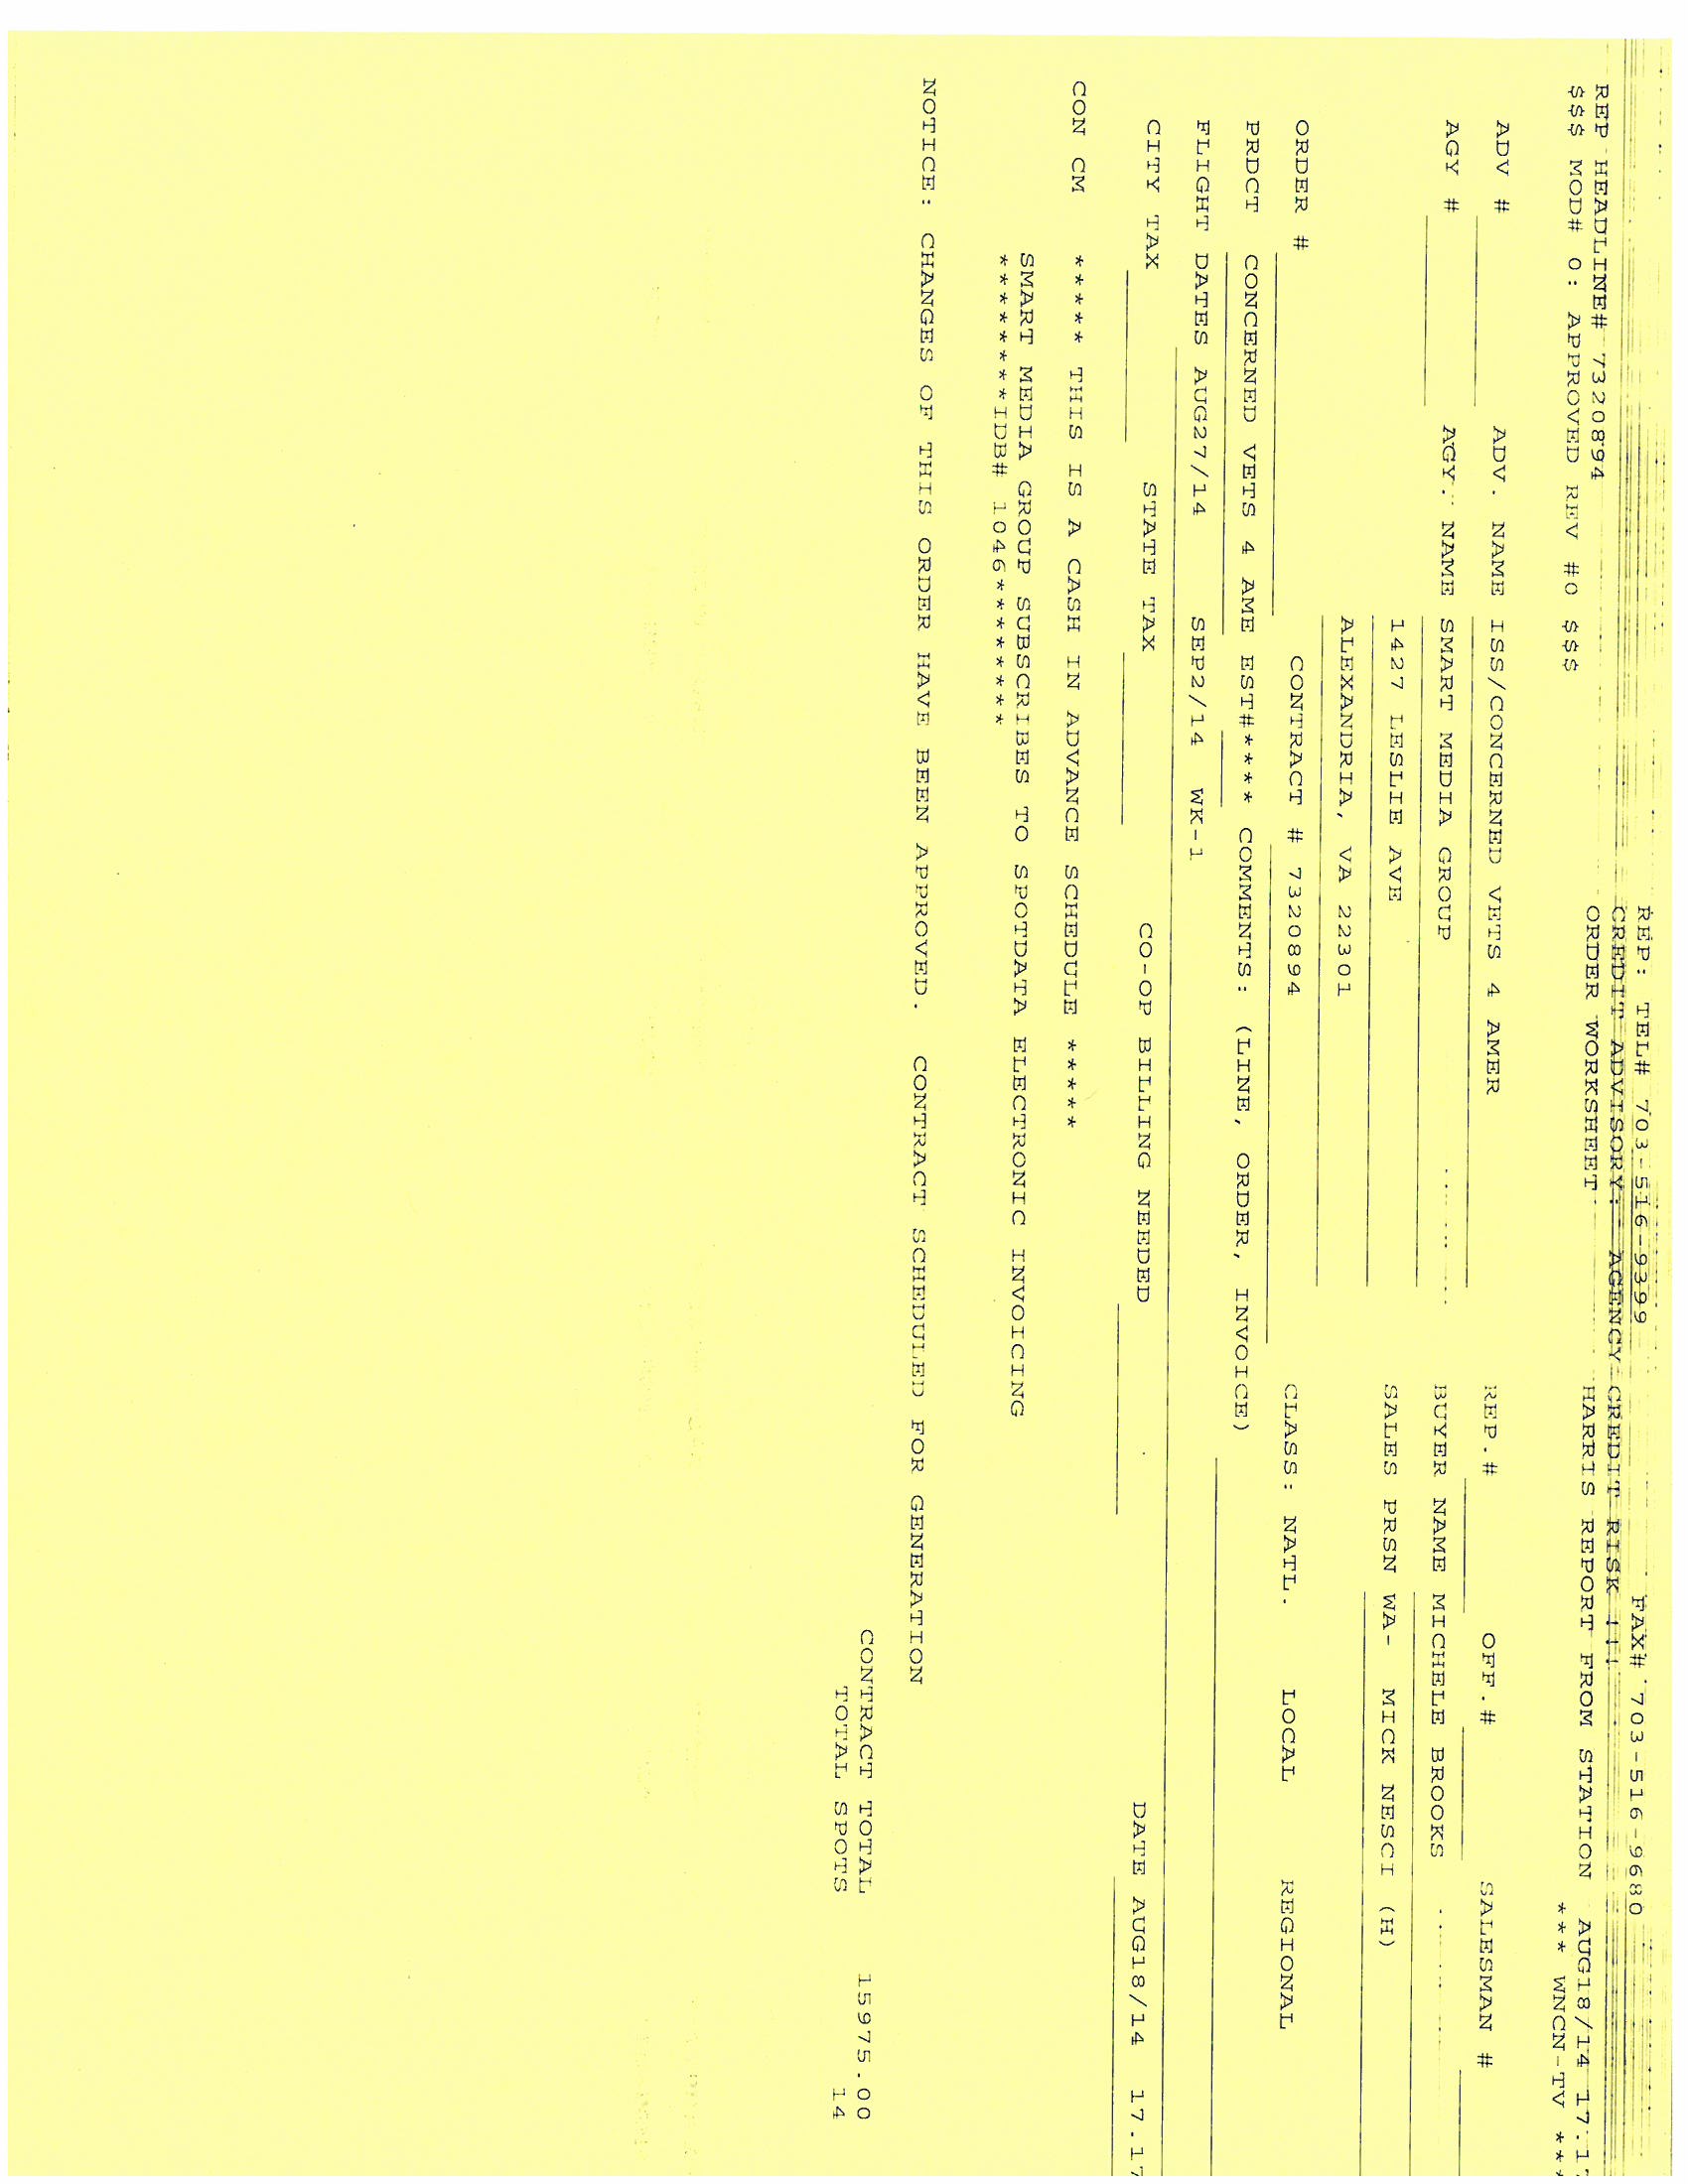 REP: TEL# 703-516-9399 FAX# 703-516-9680
CREDIT ADVISORY: AGENCY CREDIT RISK !!!
REP HEADLINE# 7320894 ORDER WORKSHEET HARRIS REPORT FROM STATION AUG18/14 17.17
$$$ MOD# 0: APPROVED REV #0 $$$ *** WNCN-TV ***
ADV # ADV. NAME ISS/CONCERNED VETS 4 AMER REP.# OFF.# SALESMAN #
AGY # AGY. NAME SMART MEDIA GROUP BUYER NAME MICHELE BROOKS
1427 LESLIE AVE SALES PRSN WA- MICK NESCI (H)
ALEXANDRIA, VA 22301
ORDER # CONTRACT # 7320894 CLASS: NATL. LOCAL REGIONAL
PRDCT CONCERNED VETS 4 AME EST#**** COMMENTS: (LINE, ORDER, INVOICE)
FLIGHT DATES AUG27/14 SEP2/14 WK-1
CITY TAX STATE TAX CO-OP BILLING NEEDED DATE AUG18/14 17.17
CON CM ***** THIS IS A CASH IN ADVANCE SCHEDULE *****
SMART MEDIA GROUP SUBSCRIBES TO SPOTDATA ELECTRONIC INVOICING
********IDB# 1046********
NOTICE: CHANGES OF THIS ORDER HAVE BEEN APPROVED. CONTRACT SCHEDULED FOR GENERATION
CONTRACT TOTAL 15975.00
TOTAL SPOTS 14